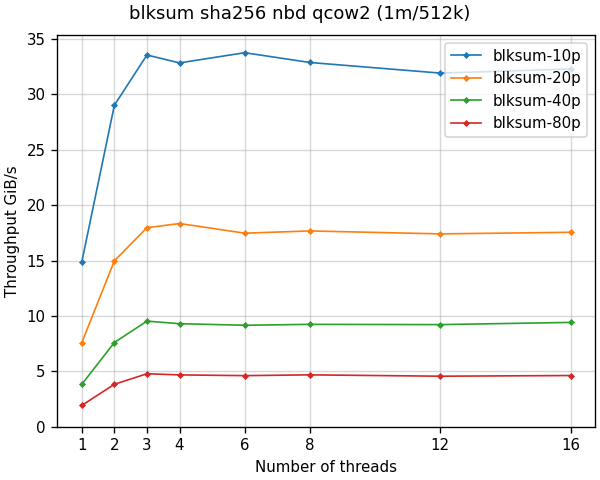 blksum sha256 nbd qcow2 (1m/512k)
35
30
25
20
15
10
5
0
Throughput GiB/s
blksum-10p
blksum-20p
blksum-40p
blksum-80p
1 2 3 4 6 8 12 16
Number of threads